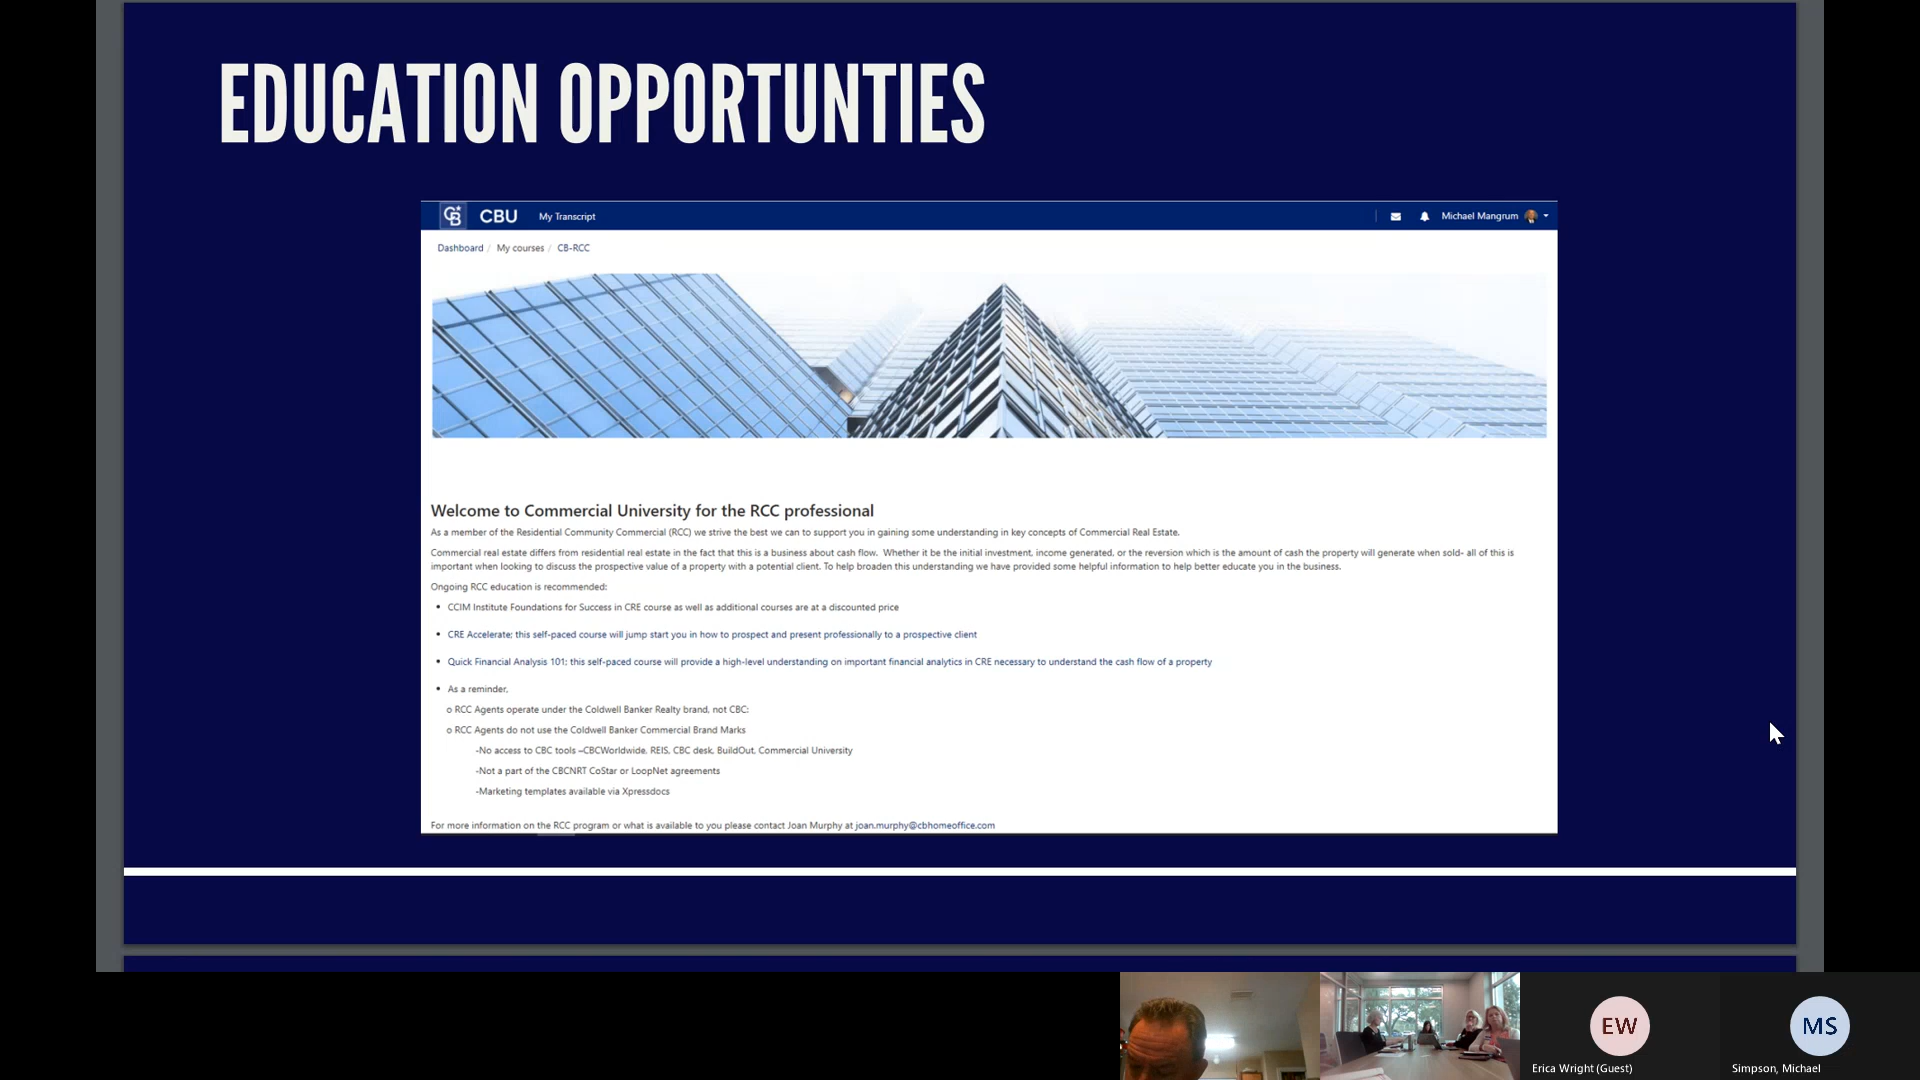 EDUCATION OPPORTUNTIES
CB CBU My Transcript Michael Mangrum
Dashboard / My courses / CB-RCC
Welcome to Commercial University for the RCC professional
As a member of the Residential Community Commercial (RCC) we strive the best we can to support you in gaining some understanding in key concepts of Commercial Real Estate.
Commercial real estate differs from residential real estate in the fact that this is a business about cash flow. Whether it be the initial investment, income generated, or the reversion which is the amount of cash the property will generate when sold- all of this is
important when looking to discuss the prospective value of a property with a potential client. To help broaden this understanding we have provided some helpful information to help better educate you in the business.
Ongoing RCC education is recommended:
• CCIM Institute Foundations for Success in CRE course as well as additional courses are at a discounted price
• CRE Accelerate: this self-paced course will jump start you in how to prospect and present professionally to a prospective client
• Quick Financial Analysis 101: this self-paced course will provide a high-level understanding on important financial analytics in CRE necessary to understand the cash flow of a property
• As a reminder,
o RCC Agents operate under the Coldwell Banker Realty brand, not CBC:
o RCC Agents do not use the Coldwell Banker Commercial Brand Marks
-No access to CBC tools –CBCWorldwide, REIS, CBC desk, BuildOut, Commercial University
-Not a part of the CBCNRT CoStar or LoopNet agreements
-Marketing templates available via Xpressdocs
For more information on the RCC program or what is available to you please contact Joan Murphy at joan.murphy@cbhomeoffice.com
EW MS
Erica Wright (Guest) Simpson, Michael